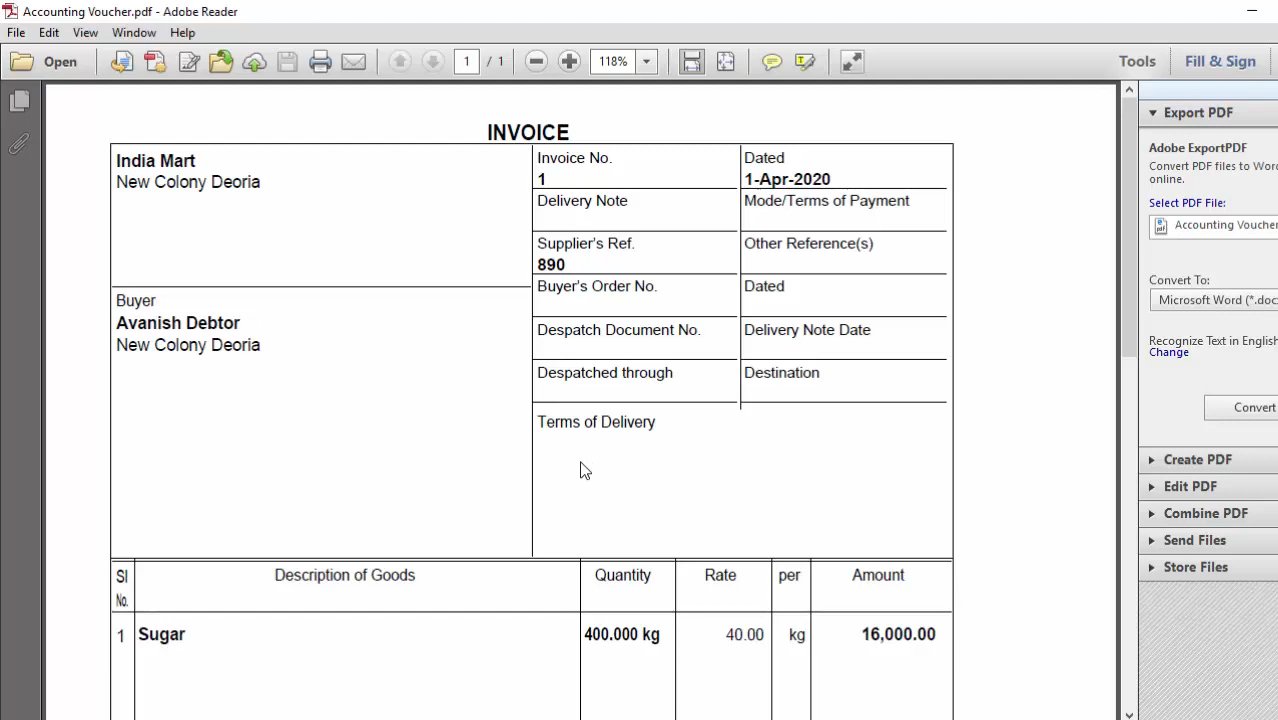 Accounting Voucher.pdf - Adobe Reader
File Edit View Window Help
Open 1 / 1 118% Tools Fill & Sign
INVOICE
India Mart
New Colony Deoria
Invoice No.
1
Dated
1-Apr-2020
Delivery Note
Mode/Terms of Payment
Supplier's Ref.
890
Other Reference(s)
Buyer
Avanish Debtor
New Colony Deoria
Buyer's Order No.
Dated
Despatch Document No.
Delivery Note Date
Despatched through
Destination
Terms of Delivery
Sl No. Description of Goods Quantity Rate per Amount
1 Sugar 400.000 kg 40.00 kg 16,000.00
Export PDF
Adobe ExportPDF
Convert PDF files to Word
online.
Select PDF File:
Accounting Voucher
Convert To:
Microsoft Word (*.doc
Recognize Text in English
Change
Convert
Create PDF
Edit PDF
Combine PDF
Send Files
Store Files